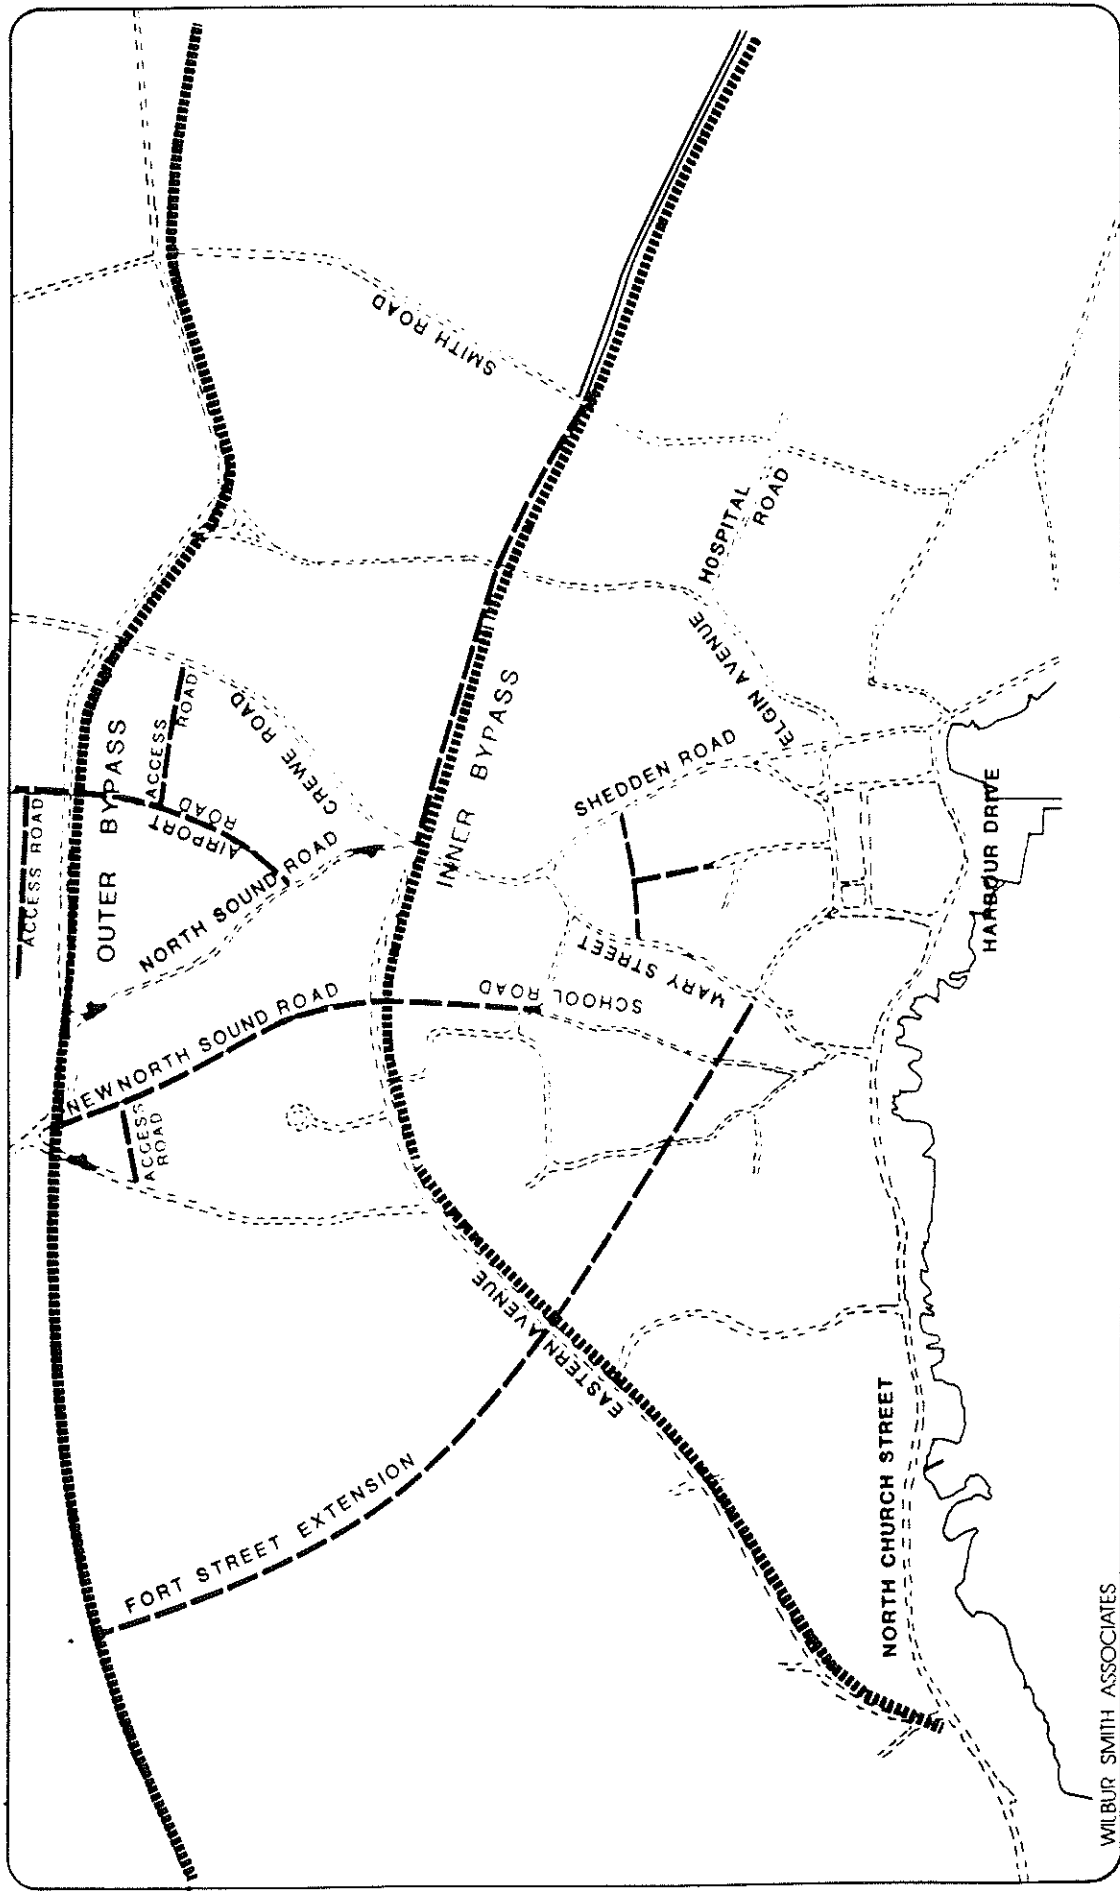 ACCESS ROAD
OUTER BYPASS
ACCESS
ROAD
AIRPORT
ROAD
CREWE ROAD
NORTH SOUND ROAD
NEW NORTH SOUND ROAD
ACCESS
ROAD
SMITH ROAD
INNER BYPASS
SCHOOL ROAD
MARY STREET
SHEDDEN ROAD
ELGIN AVENUE
HOSPITAL
ROAD
EASTERN AVENUE
FORT STREET EXTENSION
HARBOUR DRIVE
NORTH CHURCH STREET
WILBUR SMITH ASSOCIATES